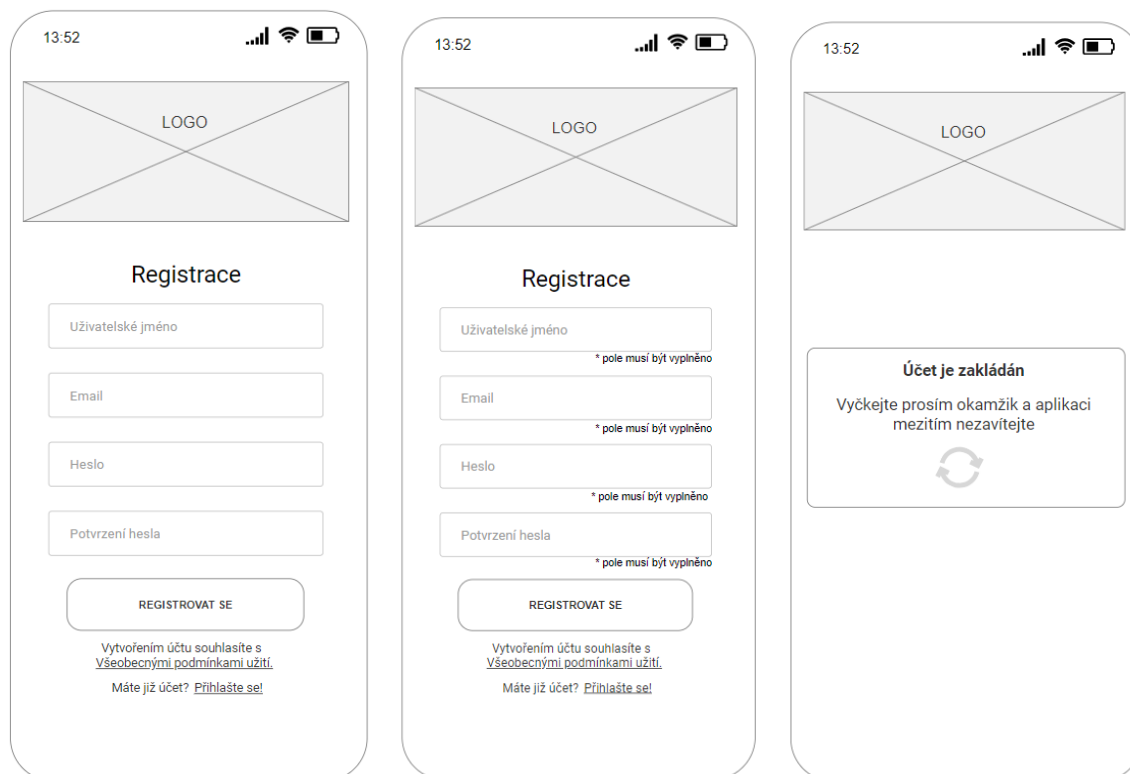 13:52
LOGO
Registrace
Uživatelské jméno
Email
Heslo
Potvrzení hesla
REGISTROVAT SE
Vytvořením účtu souhlasíte s
Všeobecnými podmínkami užití.
Máte již účet? Přihlašte se!
13:52
LOGO
Registrace
Uživatelské jméno
* pole musí být vyplněno
Email
* pole musí být vyplněno
Heslo
* pole musí být vyplněno
Potvrzení hesla
* pole musí být vyplněno
REGISTROVAT SE
Vytvořením účtu souhlasíte s
Všeobecnými podmínkami užití.
Máte již účet? Přihlašte se!
13:52
LOGO
Účet je zakládán
Vyčkejte prosím okamžik a aplikaci
mezitím nezavítejte